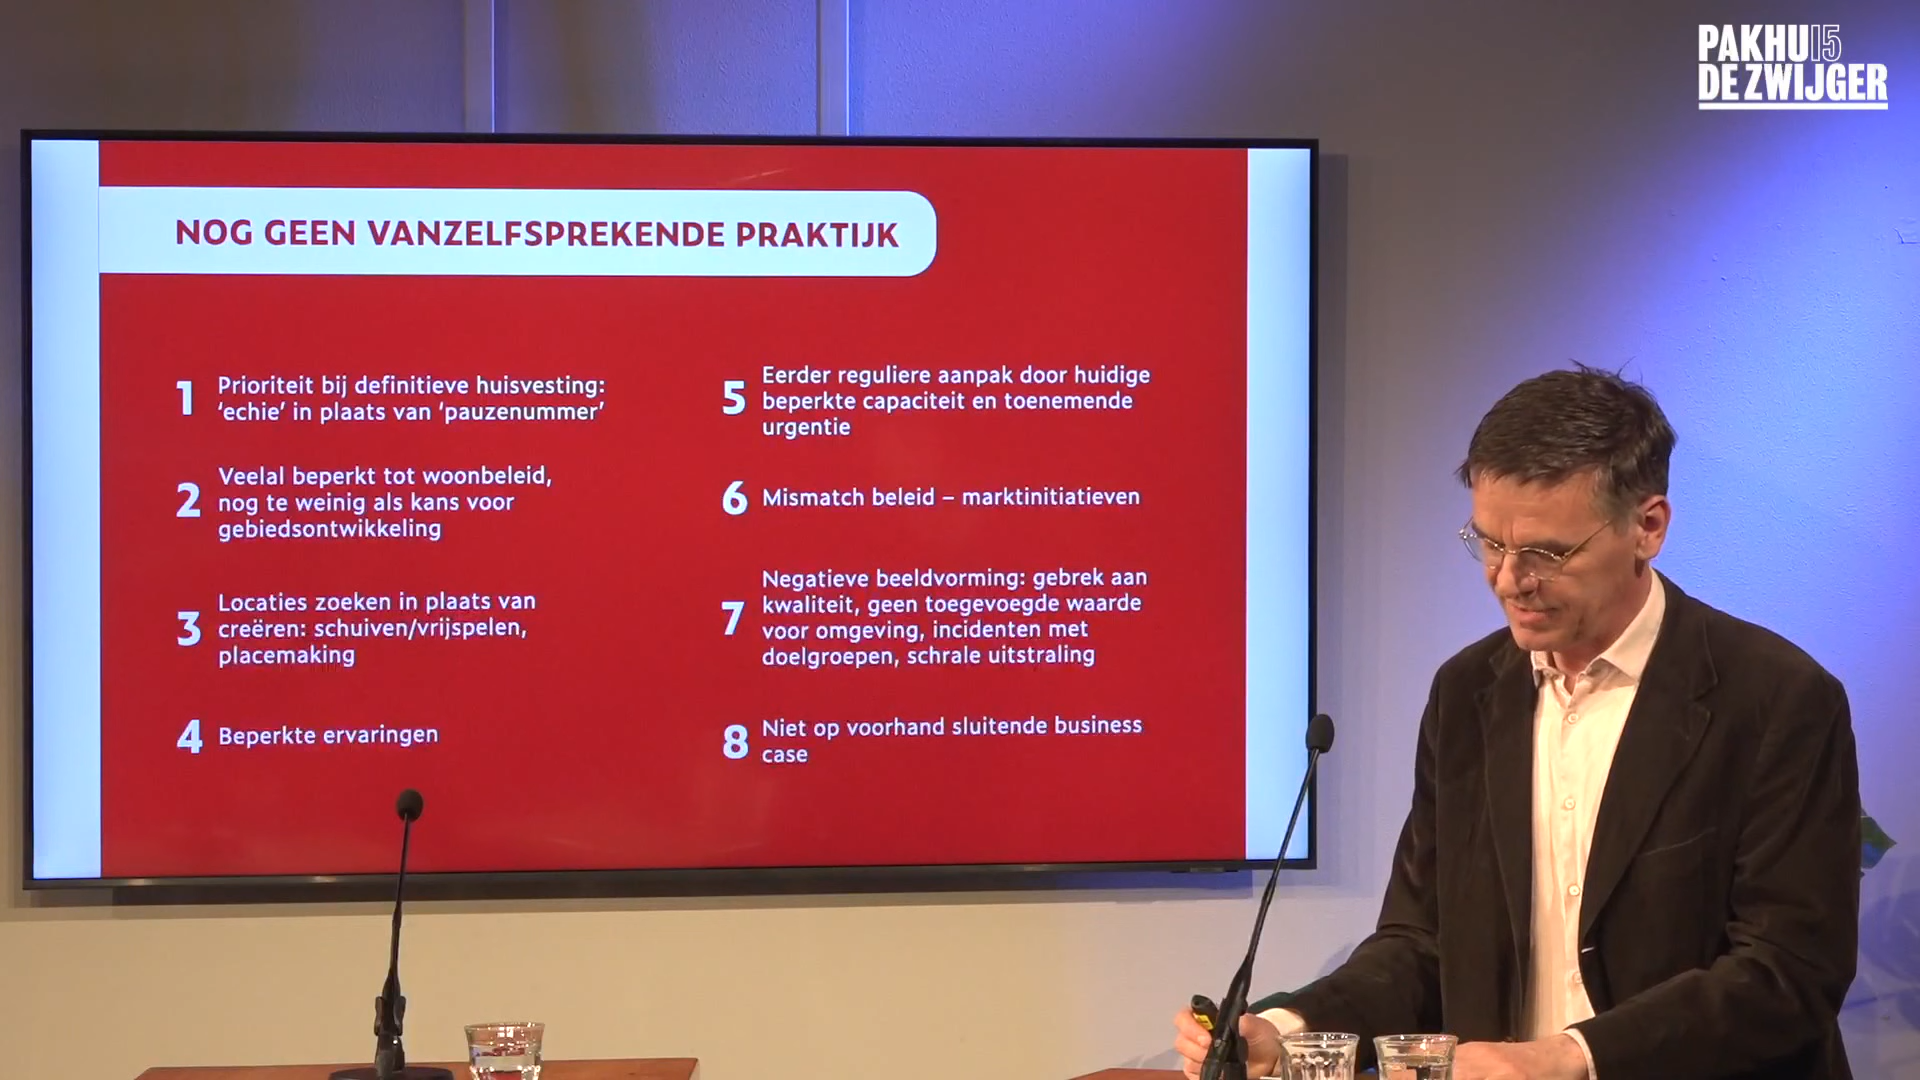 PAKHU15
DE ZWIJGER
NOG GEEN VANZELFSPREKENDE PRAKTIJK
1 Prioriteit bij definitieve huisvesting:
‘echie’ in plaats van ‘pauzenummer’
2 Veelal beperkt tot woonbeleid,
nog te weinig als kans voor
gebiedsontwikkeling
3 Locaties zoeken in plaats van
creëren: schuiven/vrijspelen,
placemaking
4 Beperkte ervaringen
5 Eerder reguliere aanpak door huidige
beperkte capaciteit en toenemende
urgentie
6 Mismatch beleid – marktinitiatieven
7 Negatieve beeldvorming: gebrek aan
kwaliteit, geen toegevoegde waarde
voor omgeving, incidenten met
doelgroepen, schrale uitstraling
8 Niet op voorhand sluitende business
case